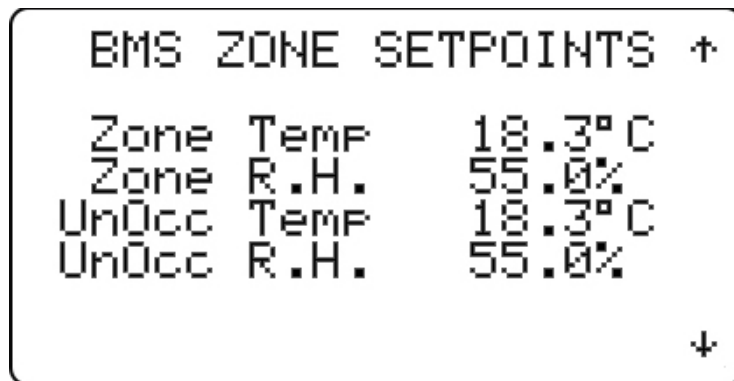 BMS ZONE SETPOINTS ↑
Zone Temp 18.3°C
Zone R.H. 55.0%
UnOcc Temp 18.3°C
UnOcc R.H. 55.0%
↓